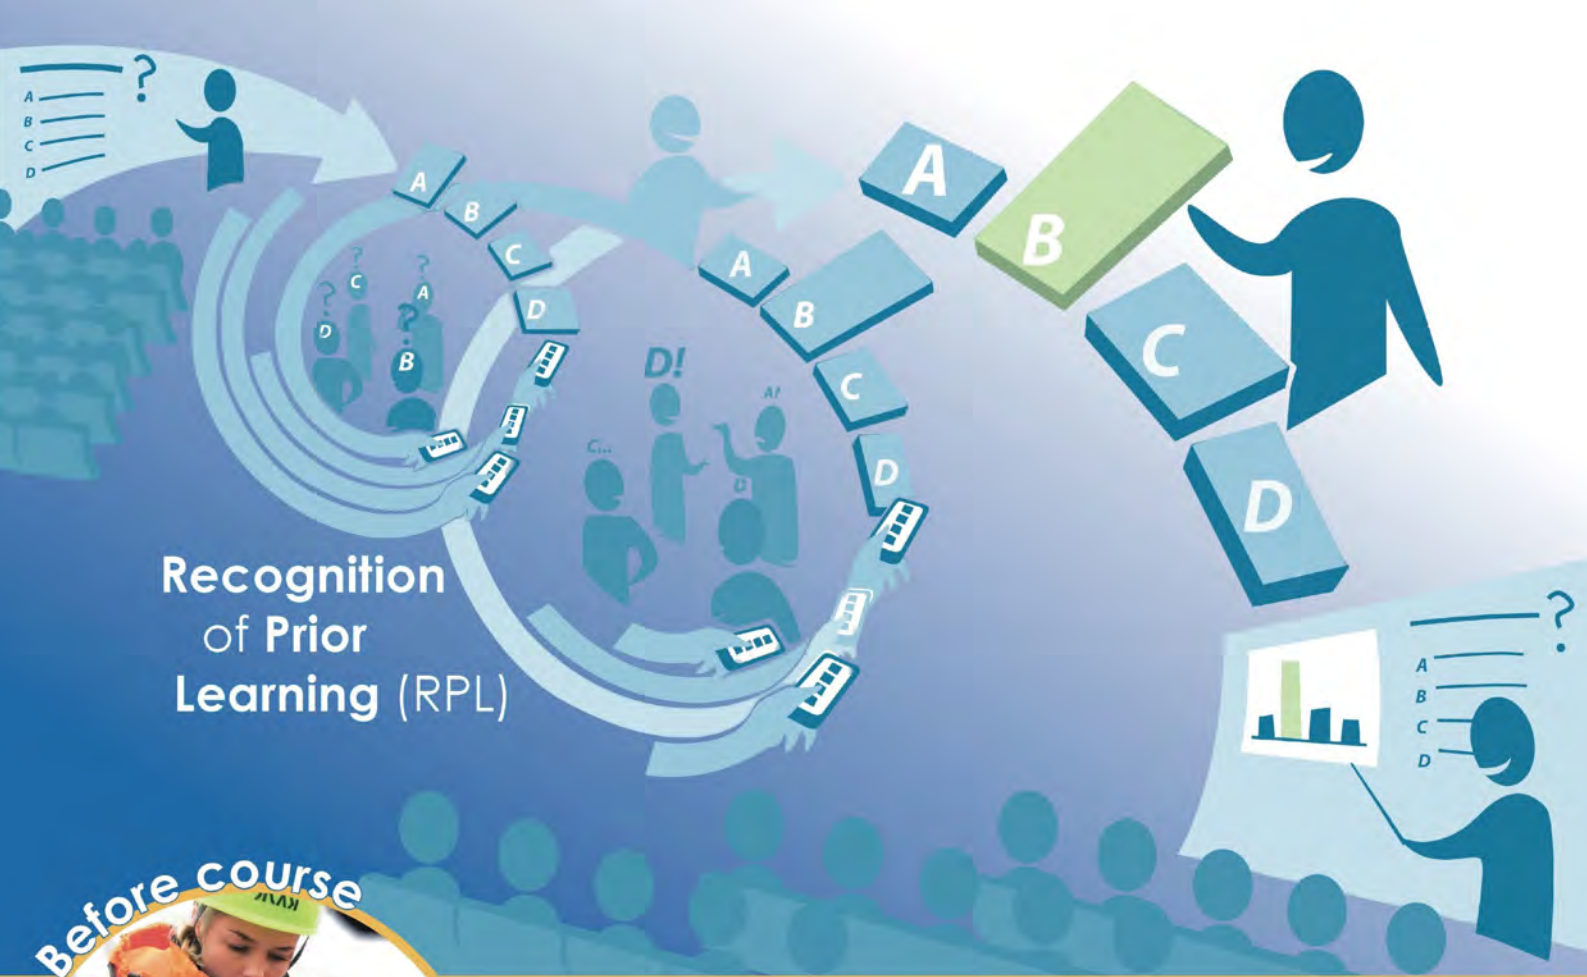 ?
A
B
C
D
A
B
C
D
?
C
?
A
?
D
?
B
A
B
C
D
A
B
C
D
D!
A!
C...
Recognition
of Prior
Learning (RPL)
?
A
B
C
D
Before course